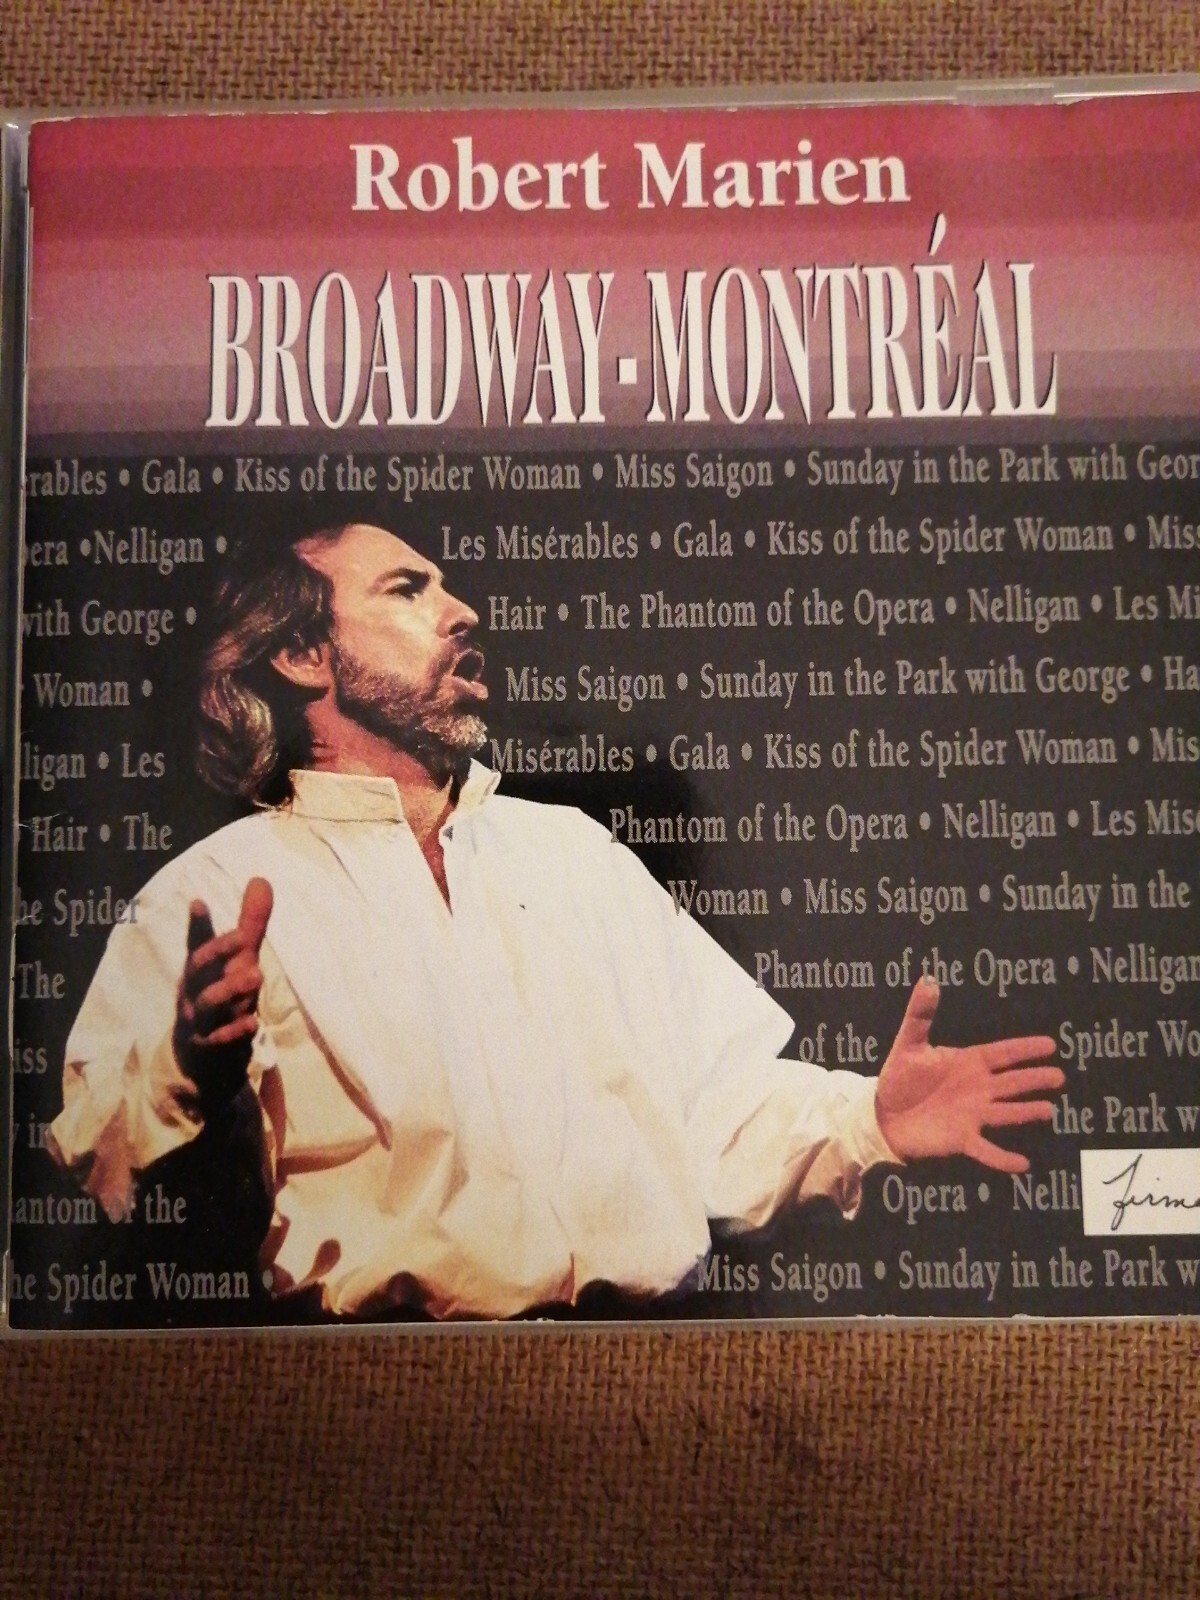 Robert Marien
BROADWAY·MONTRÉAL
Gala • Kiss of the Spider Woman • Miss Saigon • Sunday in the Park with
•Nelligan • Les Misérables • Gala • Kiss of the Spider Woman •
with George • Hair • The Phantom of the Opera • Nelligan • Les
Woman • Miss Saigon • Sunday in the Park with George •
• Les Misérables • Gala • Kiss of the Spider Woman •
Hair • The Phantom of the Opera • Nelligan • Les
Spider Woman • Miss Saigon • Sunday in the
The Phantom of the Opera • Nelligan
of the Spider
the Park
the Opera •
Spider Woman • Miss Saigon • Sunday in the Park